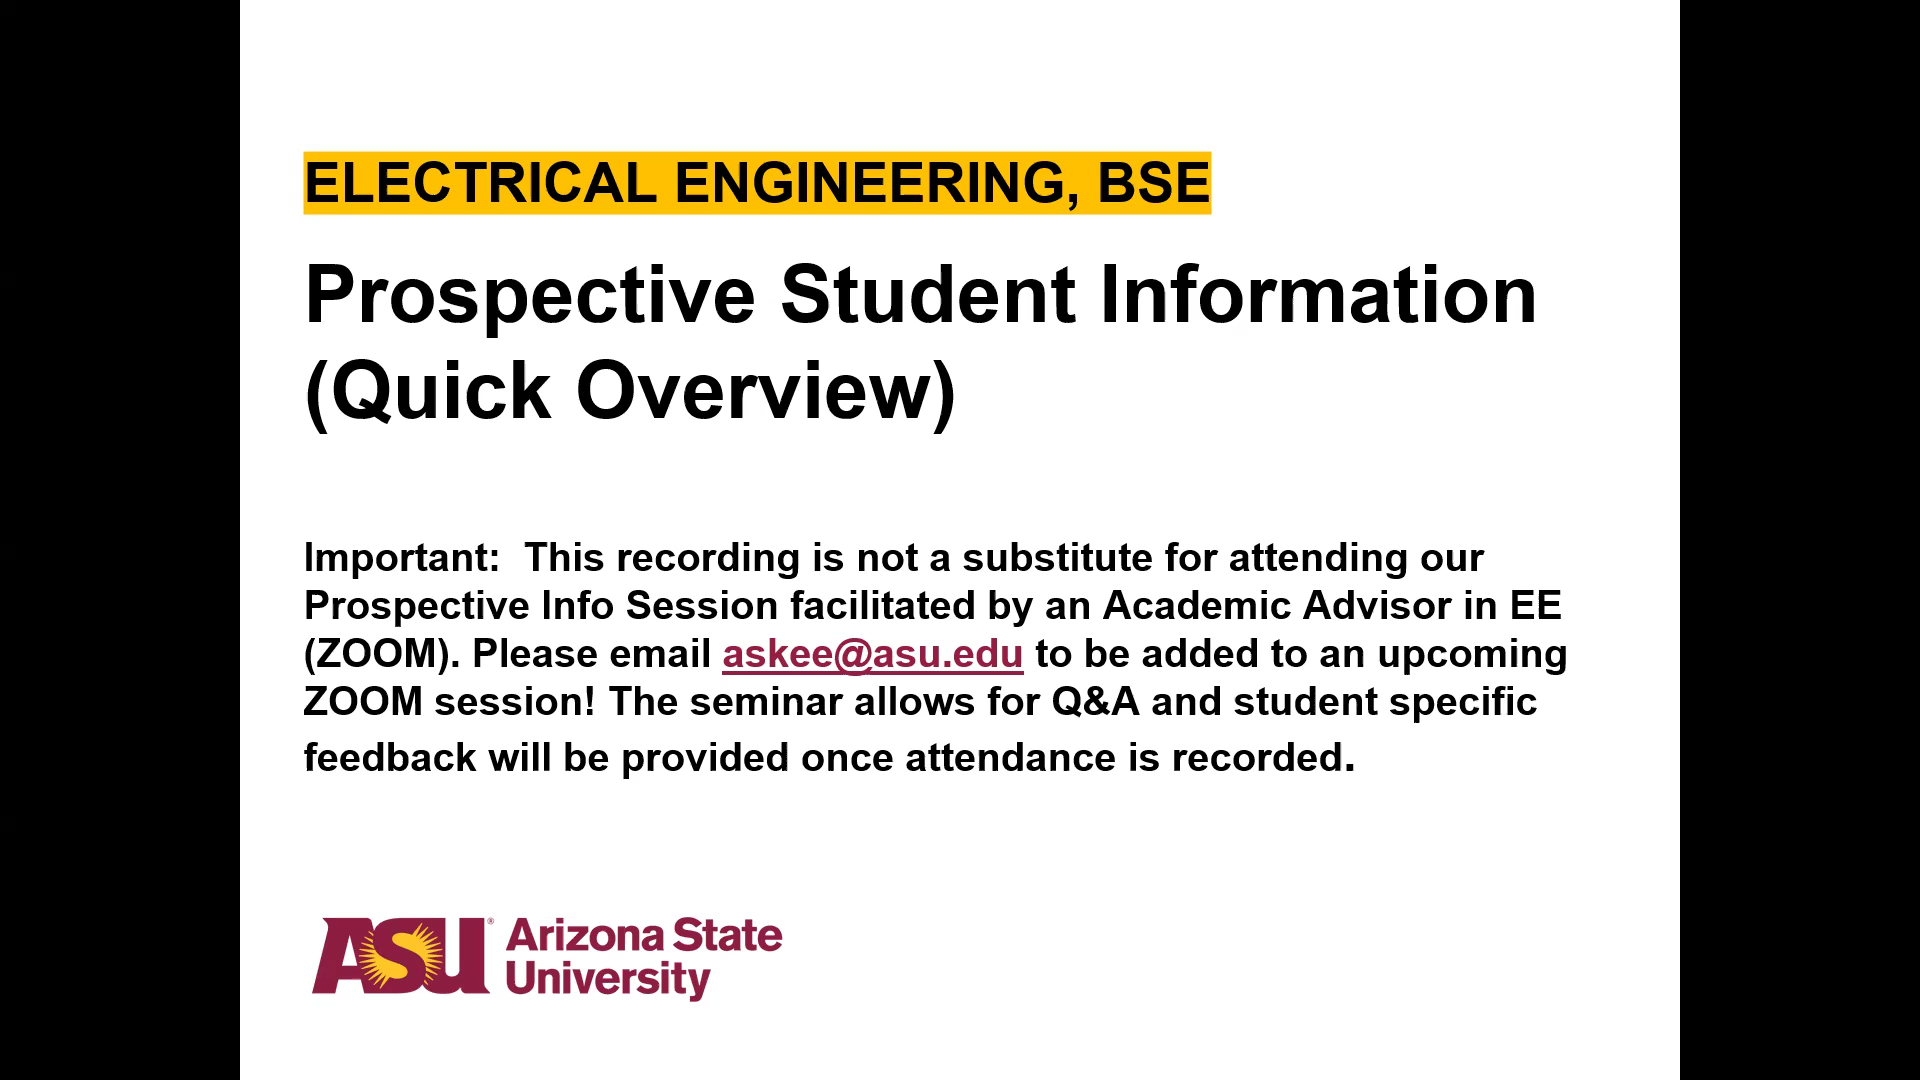 ELECTRICAL ENGINEERING, BSE
Prospective Student Information
(Quick Overview)
Important:  This recording is not a substitute for attending our
Prospective Info Session facilitated by an Academic Advisor in EE
(ZOOM). Please email askee@asu.edu to be added to an upcoming
ZOOM session! The seminar allows for Q&A and student specific
feedback will be provided once attendance is recorded.
ASU® Arizona State
University